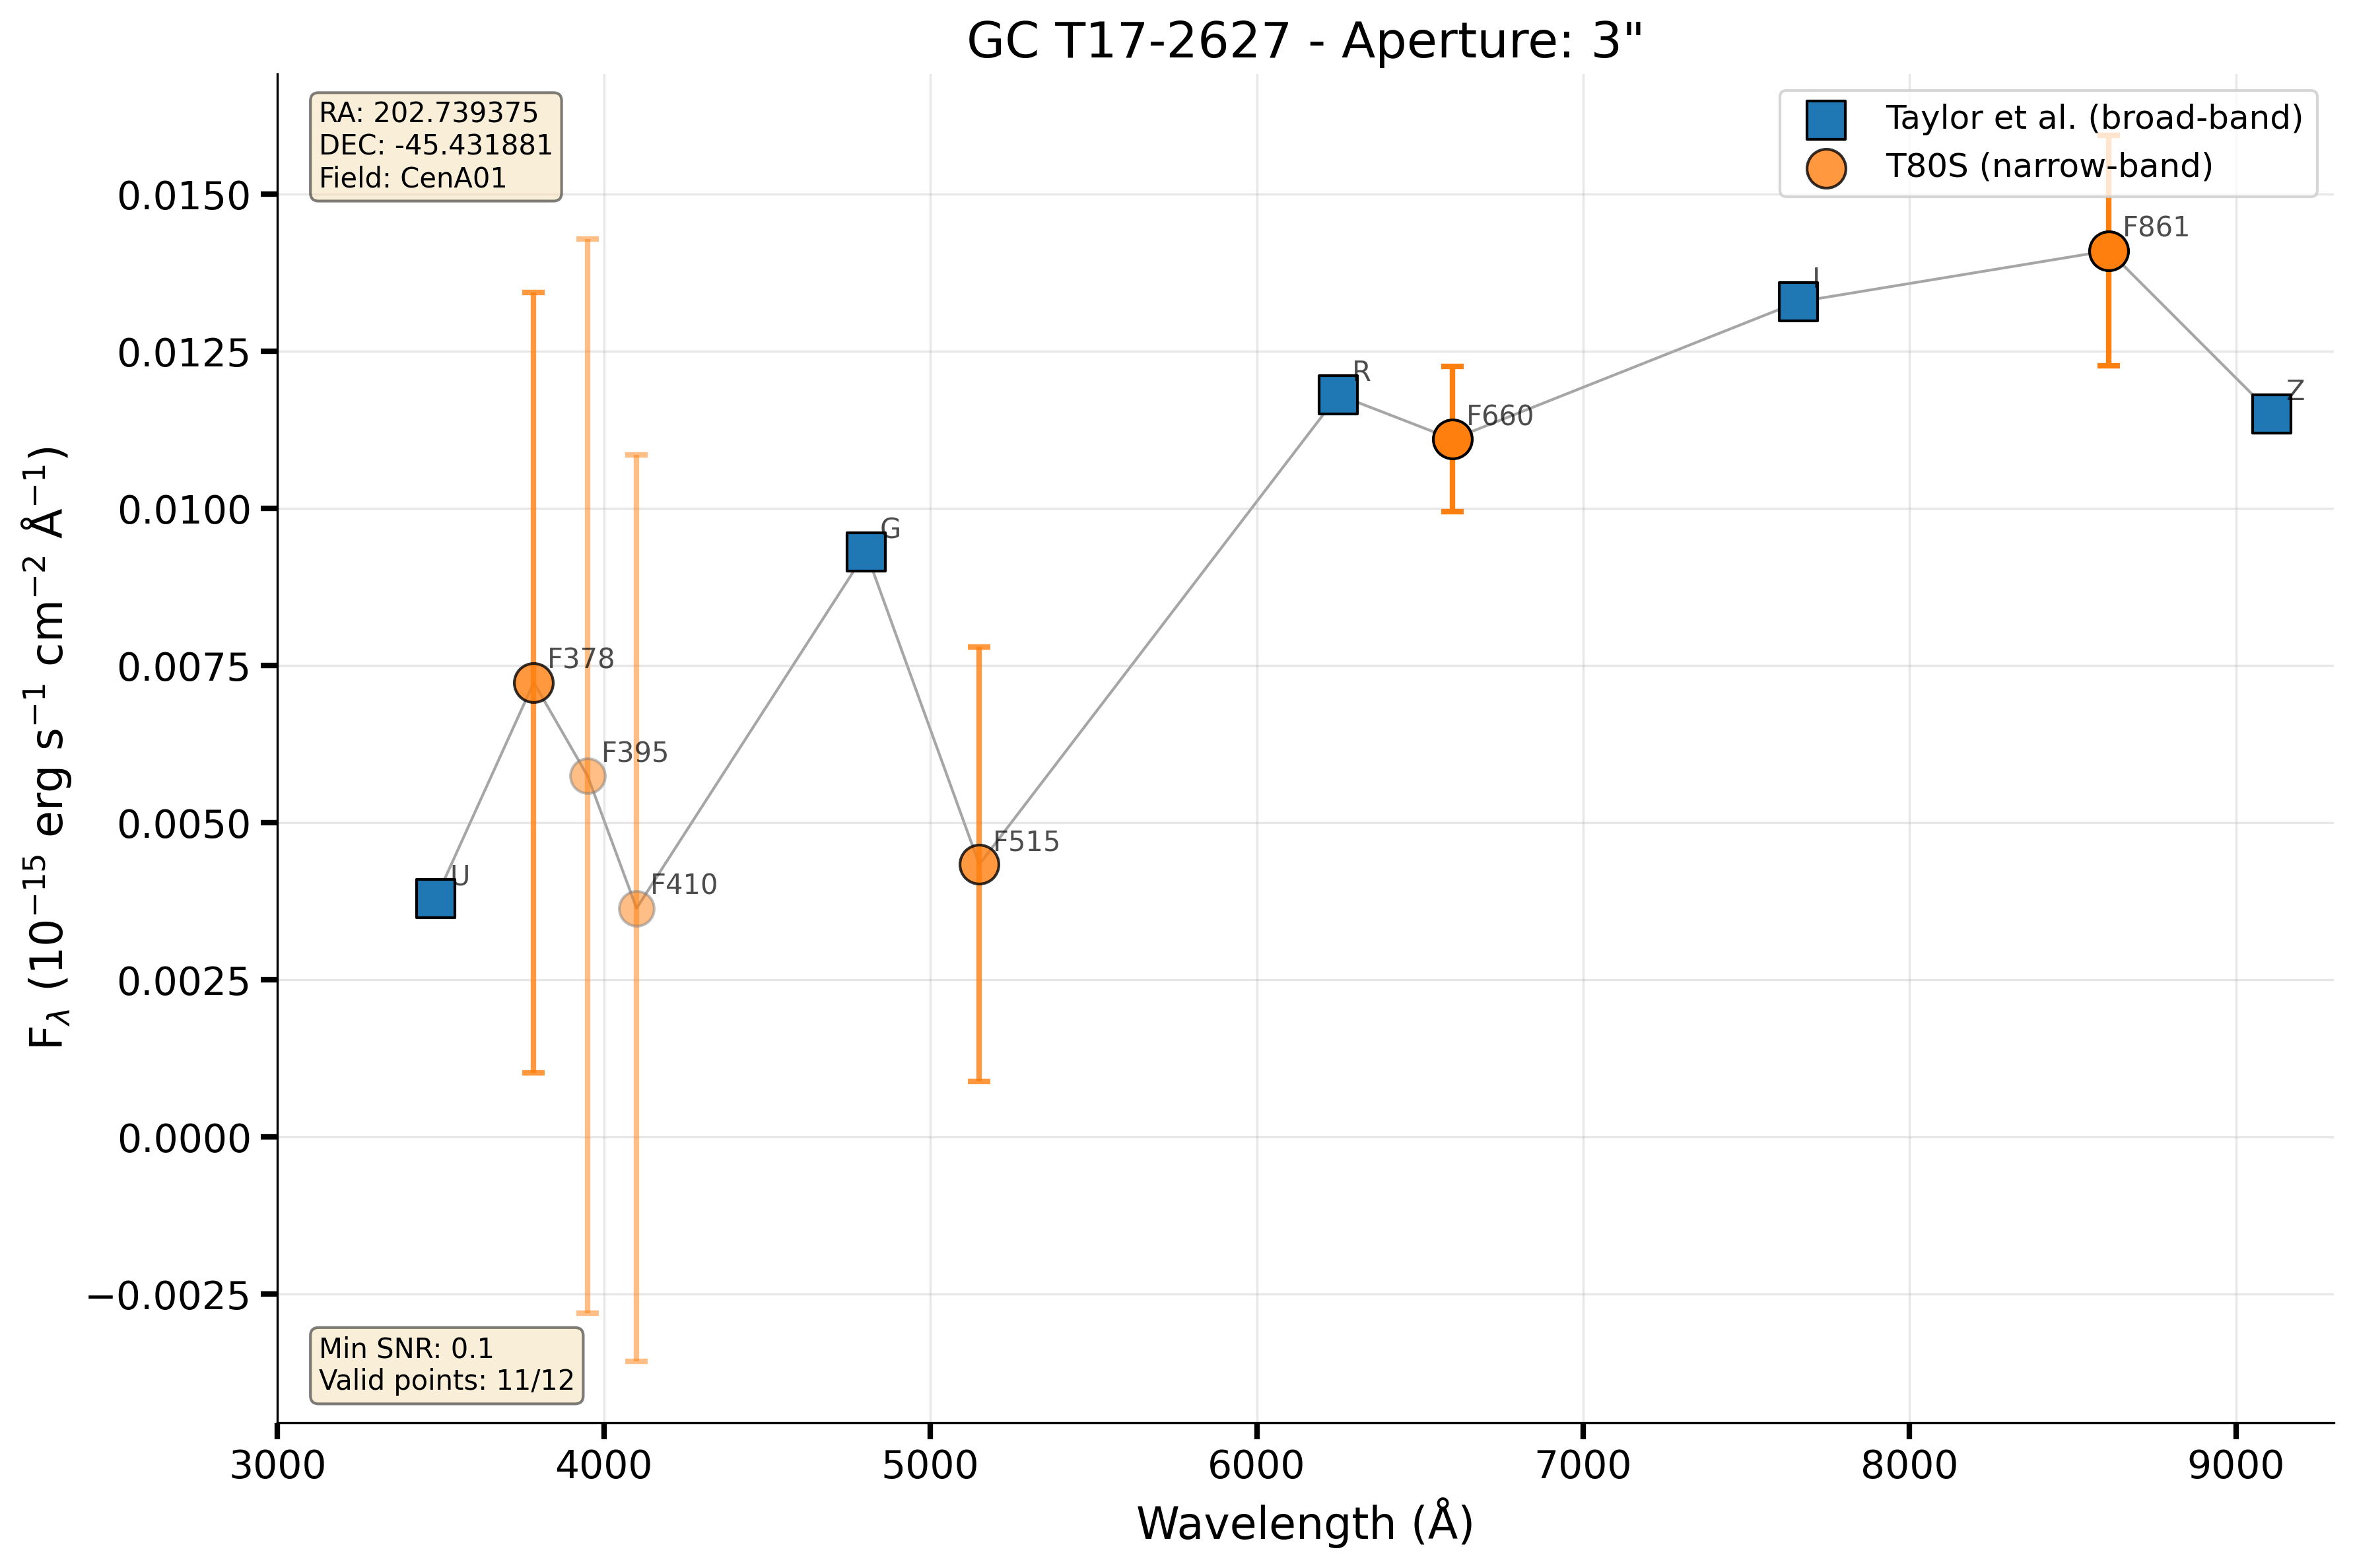 GC T17-2627 - Aperture: 3"
RA: 202.739375
DEC: -45.431881
Field: CenA01
Taylor et al. (broad-band)
T80S (narrow-band)
F861
I
Z
R
F660
G
F378
F395
F515
U
F410
0.0150
0.0125
0.0100
0.0075
0.0050
0.0025
0.0000
−0.0025
Fλ (10⁻¹⁵ erg s⁻¹ cm⁻² Å⁻¹)
Min SNR: 0.1
Valid points: 11/12
3000 4000 5000 6000 7000 8000 9000
Wavelength (Å)